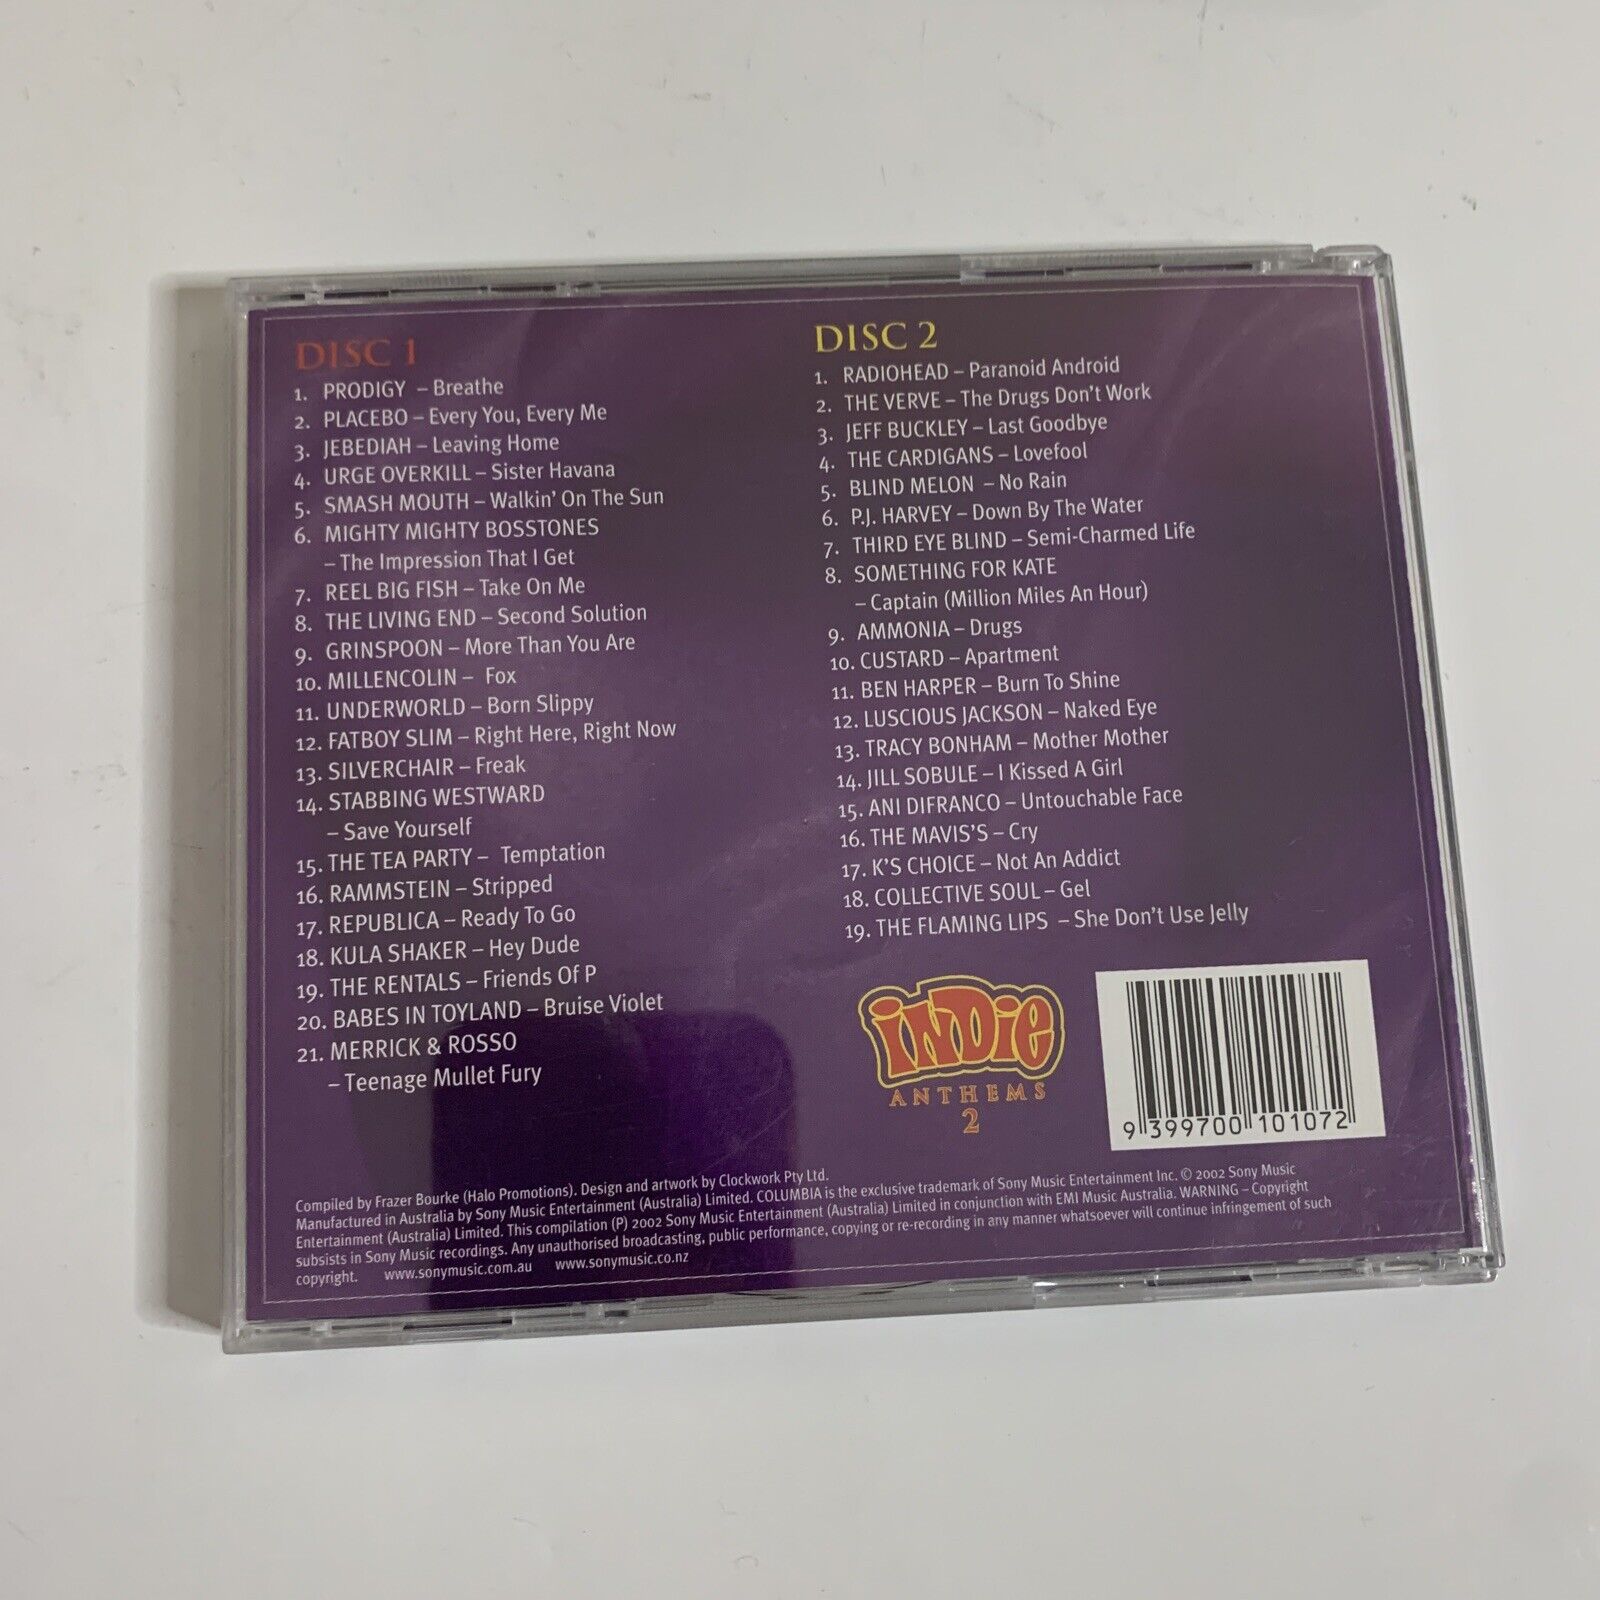 DISC 1
1. PRODIGY – Breathe
2. PLACEBO – Every You, Every Me
3. JEBEDIAH – Leaving Home
4. URGE OVERKILL – Sister Havana
5. SMASH MOUTH – Walkin' On The Sun
6. MIGHTY MIGHTY BOSSTONES
– The Impression That I Get
7. REEL BIG FISH – Take On Me
8. THE LIVING END – Second Solution
9. GRINSPOON – More Than You Are
10. MILLENCOLIN – Fox
11. UNDERWORLD – Born Slippy
12. FATBOY SLIM – Right Here, Right Now
13. SILVERCHAIR – Freak
14. STABBING WESTWARD
– Save Yourself
15. THE TEA PARTY – Temptation
16. RAMMSTEIN – Stripped
17. REPUBLICA – Ready To Go
18. KULA SHAKER – Hey Dude
19. THE RENTALS – Friends Of P
20. BABES IN TOYLAND – Bruise Violet
21. MERRICK & ROSSO
– Teenage Mullet Fury
DISC 2
1. RADIOHEAD – Paranoid Android
2. THE VERVE – The Drugs Don't Work
3. JEFF BUCKLEY – Last Goodbye
4. THE CARDIGANS – Lovefool
5. BLIND MELON – No Rain
6. P.J. HARVEY – Down By The Water
7. THIRD EYE BLIND – Semi-Charmed Life
8. SOMETHING FOR KATE
– Captain (Million Miles An Hour)
9. AMMONIA – Drugs
10. CUSTARD – Apartment
11. BEN HARPER – Burn To Shine
12. LUSCIOUS JACKSON – Naked Eye
13. TRACY BONHAM – Mother Mother
14. JILL SOBULE – I Kissed A Girl
15. ANI DIFRANCO – Untouchable Face
16. THE MAVIS'S – Cry
17. K'S CHOICE – Not An Addict
18. COLLECTIVE SOUL – Gel
19. THE FLAMING LIPS – She Don't Use Jelly
iNDie
ANTHEMS
2
9 399700 101072
Compiled by Frazer Bourke (Halo Promotions). Design and artwork by Clockwork Pty Ltd.
Manufactured in Australia by Sony Music Entertainment (Australia) Limited. COLUMBIA is the exclusive trademark of Sony Music Entertainment Inc. © 2002 Sony Music
Entertainment (Australia) Limited. This compilation (P) 2002 Sony Music Entertainment (Australia) Limited in conjunction with EMI Music Australia. WARNING – Copyright
subsists in Sony Music recordings. Any unauthorised broadcasting, public performance, copying or re-recording in any manner whatsoever will continue infringement of such
copyright. www.sonymusic.com.au www.sonymusic.co.nz